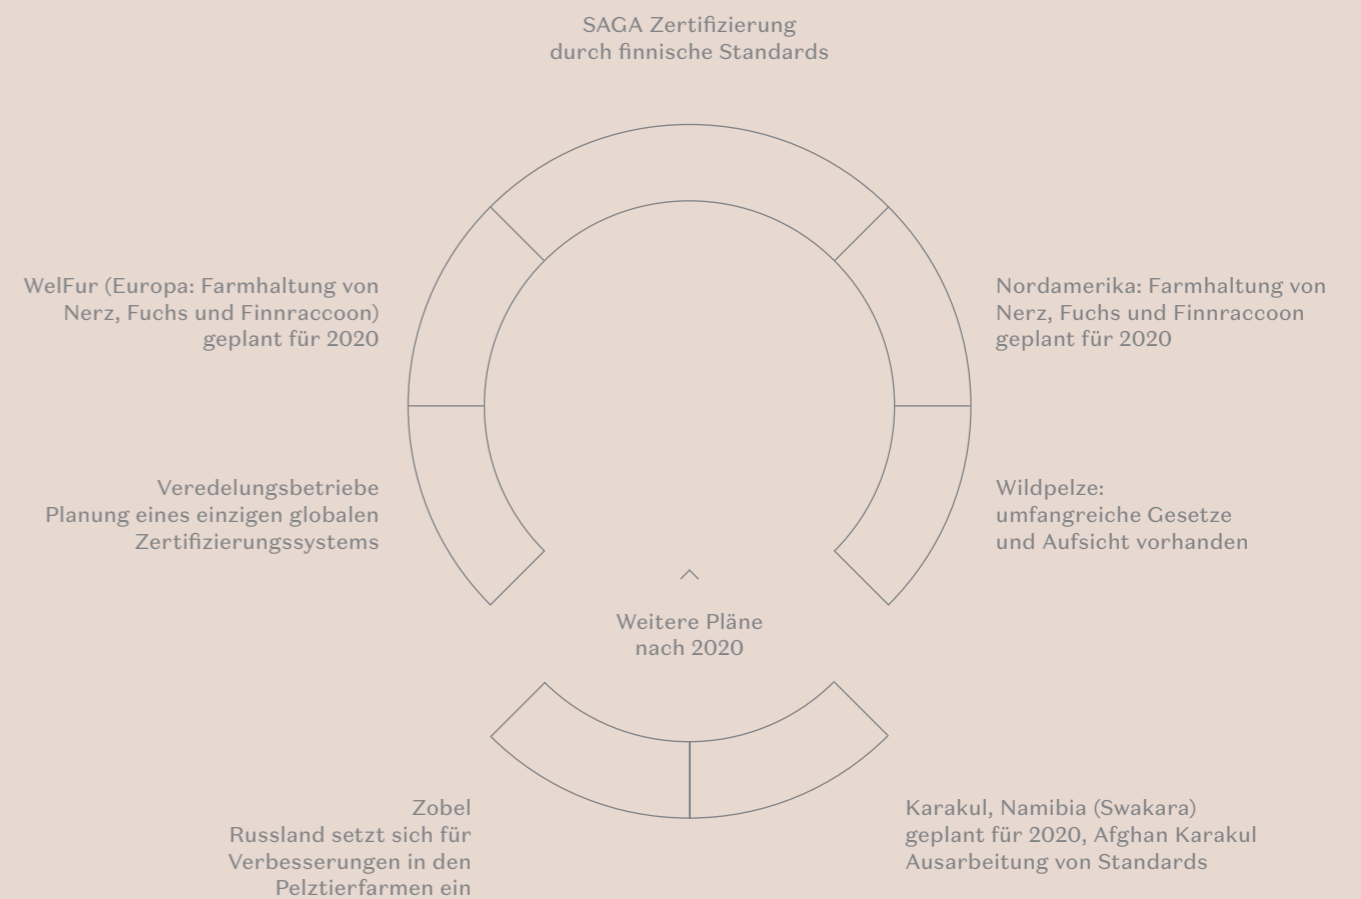 SAGA Zertifizierung
durch finnische Standards
WelFur (Europa: Farmhaltung von
Nerz, Fuchs und Finnraccoon)
geplant für 2020
Nordamerika: Farmhaltung von
Nerz, Fuchs und Finnraccoon
geplant für 2020
Veredelungsbetriebe
Planung eines einzigen globalen
Zertifizierungssystems
Wildpelze:
umfangreiche Gesetze
und Aufsicht vorhanden
Weitere Pläne
nach 2020
Zobel
Russland setzt sich für
Verbesserungen in den
Pelztierfarmen ein
Karakul, Namibia (Swakara)
geplant für 2020, Afghan Karakul
Ausarbeitung von Standards